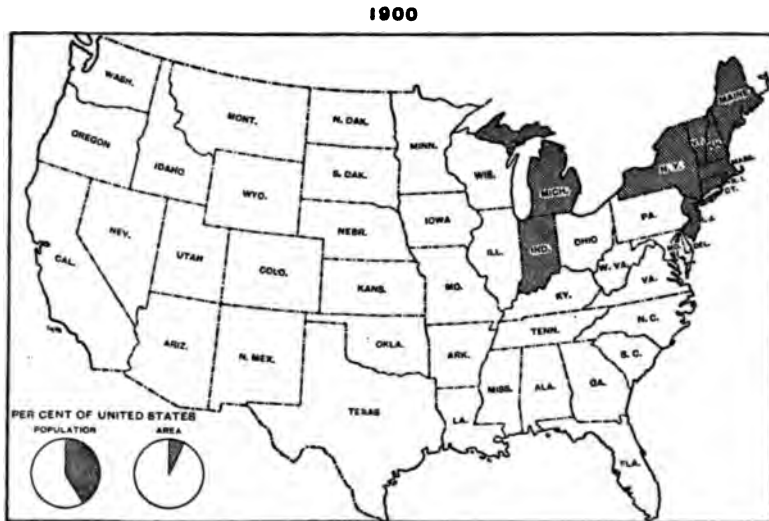 1900
WASH.
OREGON
CAL.
NEV.
IDAHO
MONT.
WYO.
UTAH
COLO.
ARIZ.
N. MEX.
N. DAK.
S. DAK.
NEBR.
KANS.
OKLA.
TEXAS
MINN.
IOWA
MO.
ARK.
LA.
WIS.
ILL.
MICH.
IND.
OHIO
KY.
TENN.
MISS.
ALA.
GA.
FLA.
S. C.
N. C.
VA.
W. VA.
PA.
N. Y.
MAINE
MASS.
R. I.
CT.
N. J.
DEL.
PER CENT OF UNITED STATES
POPULATION
AREA